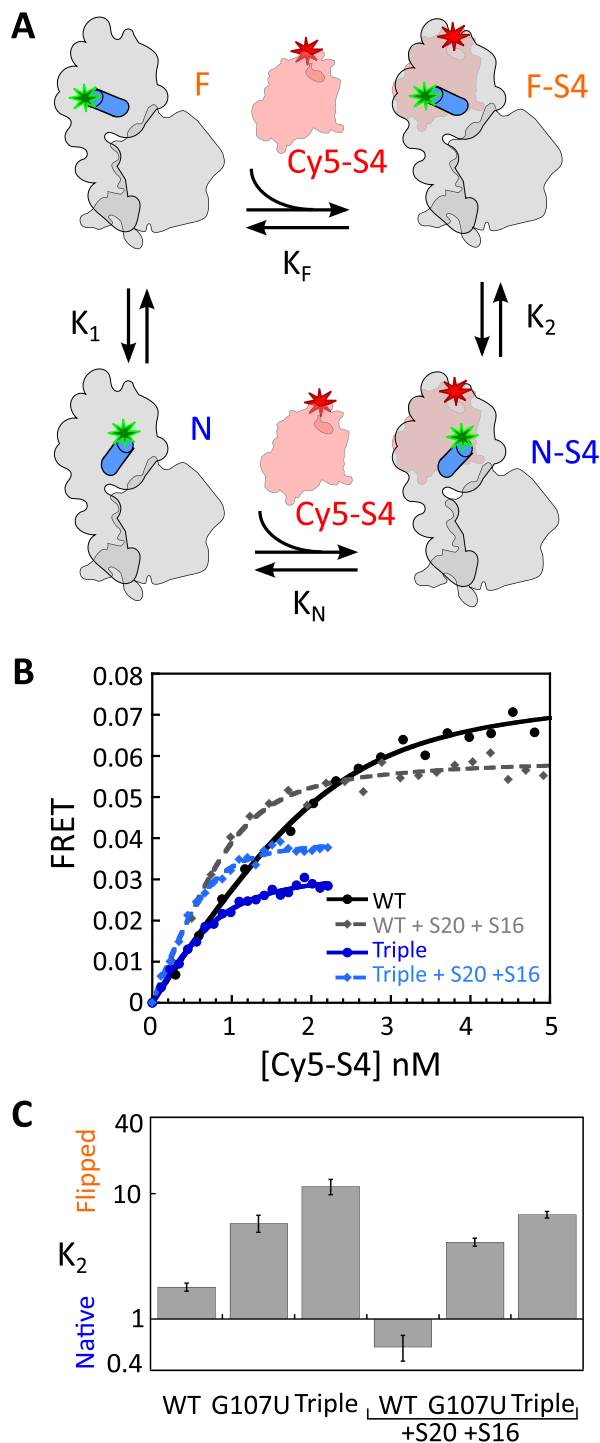 A
F
F-S4
Cy5-S4
K_F
K_1
K_2
N
N-S4
Cy5-S4
K_N
B
0.08
0.07
0.06
0.05
0.04
0.03
0.02
0.01
0
FRET
WT
WT + S20 + S16
Triple
Triple + S20 +S16
0 1 2 3 4 5
[Cy5-S4] nM
C
Flipped
K_2
Native
40
10
1
0.4
WT G107U Triple WT G107U Triple
+S20 +S16